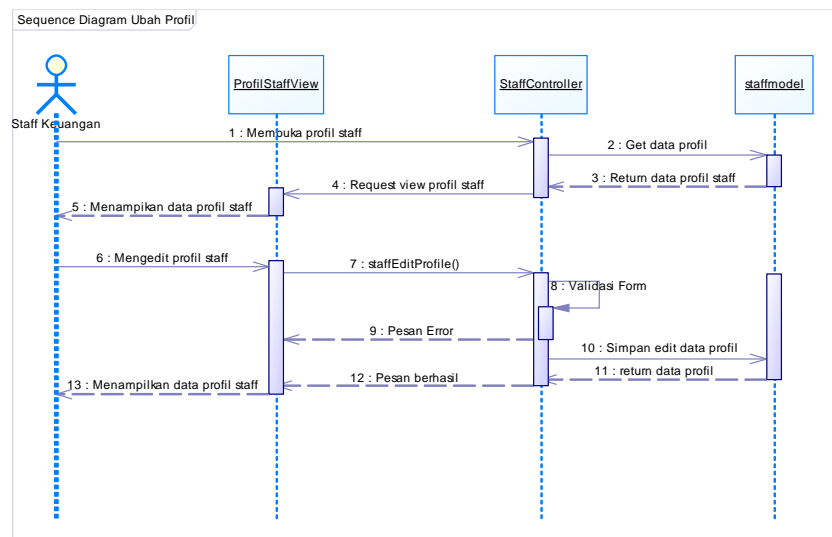 Sequence Diagram Ubah Profil
ProfilStaffView
StaffController
staffmodel
Staff Keuangan
1 : Membuka profil staff
2 : Get data profil
3 : Return data profil staff
4 : Request view profil staff
5 : Menampikan data profil staff
6 : Mengedit profil staff
7 : staffEditProfile()
8 : Validasi Form
9 : Pesan Error
10 : Simpan edit data profil
11 : return data profil
12 : Pesan berhasil
13 : Menampilkan data profil staff